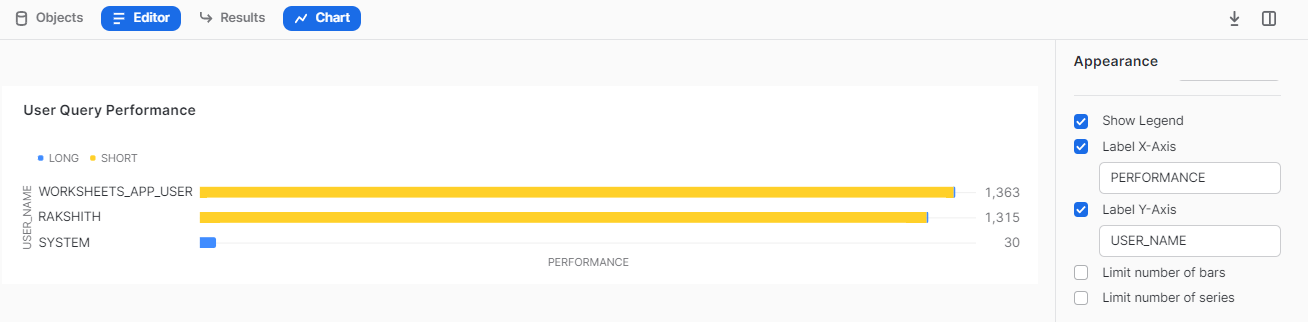 Objects Editor Results Chart
Appearance
User Query Performance
Show Legend
Label X-Axis
PERFORMANCE
Label Y-Axis
USER_NAME
Limit number of bars
Limit number of series
LONG SHORT
USER_NAME
WORKSHEETS_APP_USER 1,363
RAKSHITH 1,315
SYSTEM 30
PERFORMANCE